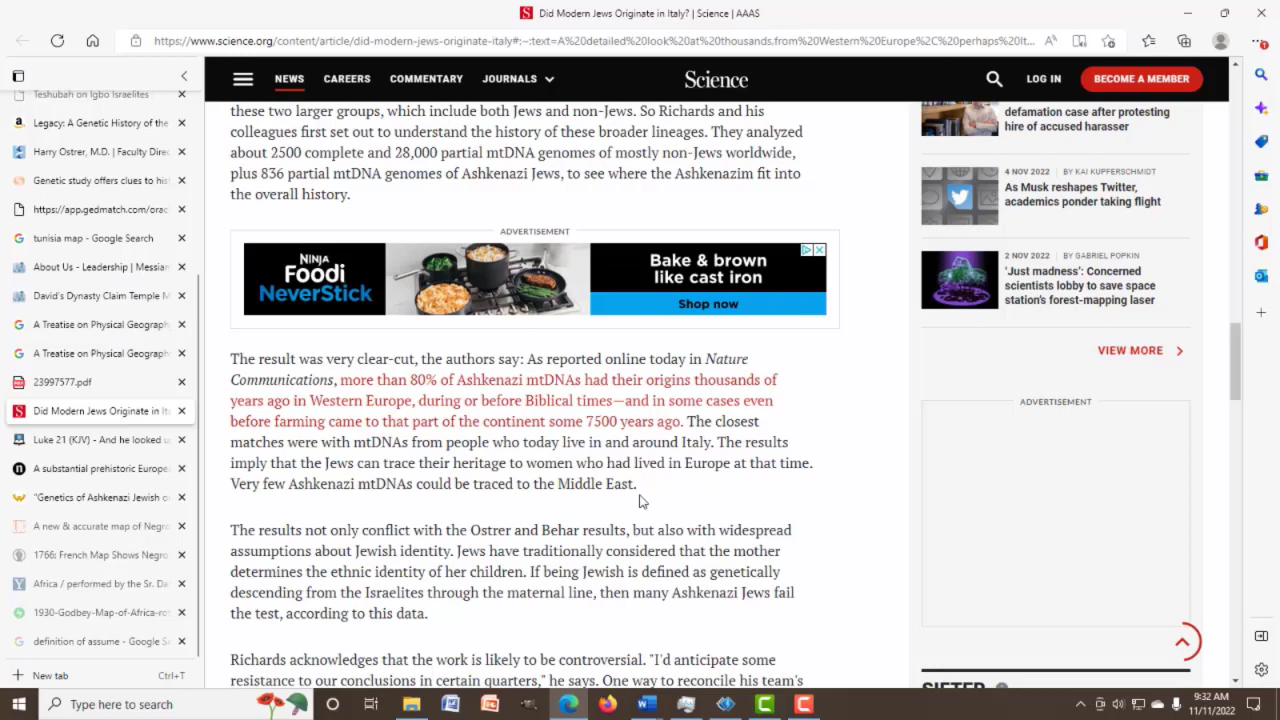 Did Modern Jews Originate in Italy? | Science | AAAS
https://www.science.org/content/article/did-modern-jews-originate-italy#:~:text=A%20detailed%20look%20at%20thousands,from%20Western%20Europe%2C%20perhaps%20It...
Teshubah on Igbo Israelites
Legacy: A Genetic History of the
Harry Ostrer, M.D. | Faculty Dire
Genetic study offers clues to his
https://app.gedmatch.com/orac
tunisia map - Google Search
About Us - Leadership | Messian
David's Dynasty Claim Temple M
A Treatise on Physical Geograph
A Treatise on Physical Geograph
23997577.pdf
Did Modern Jews Originate in Ita
Luke 21 (KJV) - And he looked u
A substantial prehistoric Europe
"Genetics of Ashkenazi Jewish o
A new & accurate map of Negro
1766: French Map Shows Negro
Africa / performed by the Sr. Da
1930-Godbey-Map-of-Africa-rot
definition of assume - Google Se
New tab Ctrl+T
NEWS CAREERS COMMENTARY JOURNALS Science LOG IN BECOME A MEMBER
these two larger groups, which include both Jews and non-Jews. So Richards and his
colleagues first set out to understand the history of these broader lineages. They analyzed
about 2500 complete and 28,000 partial mtDNA genomes of mostly non-Jews worldwide,
plus 836 partial mtDNA genomes of Ashkenazi Jews, to see where the Ashkenazim fit into
the overall history.
ADVERTISEMENT
NINJA
Foodi
NeverStick
Bake & brown
like cast iron
Shop now
The result was very clear-cut, the authors say: As reported online today in Nature
Communications, more than 80% of Ashkenazi mtDNAs had their origins thousands of
years ago in Western Europe, during or before Biblical times—and in some cases even
before farming came to that part of the continent some 7500 years ago. The closest
matches were with mtDNAs from people who today live in and around Italy. The results
imply that the Jews can trace their heritage to women who had lived in Europe at that time.
Very few Ashkenazi mtDNAs could be traced to the Middle East.
The results not only conflict with the Ostrer and Behar results, but also with widespread
assumptions about Jewish identity. Jews have traditionally considered that the mother
determines the ethnic identity of her children. If being Jewish is defined as genetically
descending from the Israelites through the maternal line, then many Ashkenazi Jews fail
the test, according to this data.
Richards acknowledges that the work is likely to be controversial. "I'd anticipate some
resistance to our conclusions in certain quarters," he says. One way to reconcile his team's
defamation case after protesting
hire of accused harasser
4 NOV 2022 BY KAI KUPFERSCHMIDT
As Musk reshapes Twitter,
academics ponder taking flight
2 NOV 2022 BY GABRIEL POPKIN
'Just madness': Concerned
scientists lobby to save space
station's forest-mapping laser
VIEW MORE
ADVERTISEMENT
SIFTER
Type here to search
9:32 AM
11/11/2022